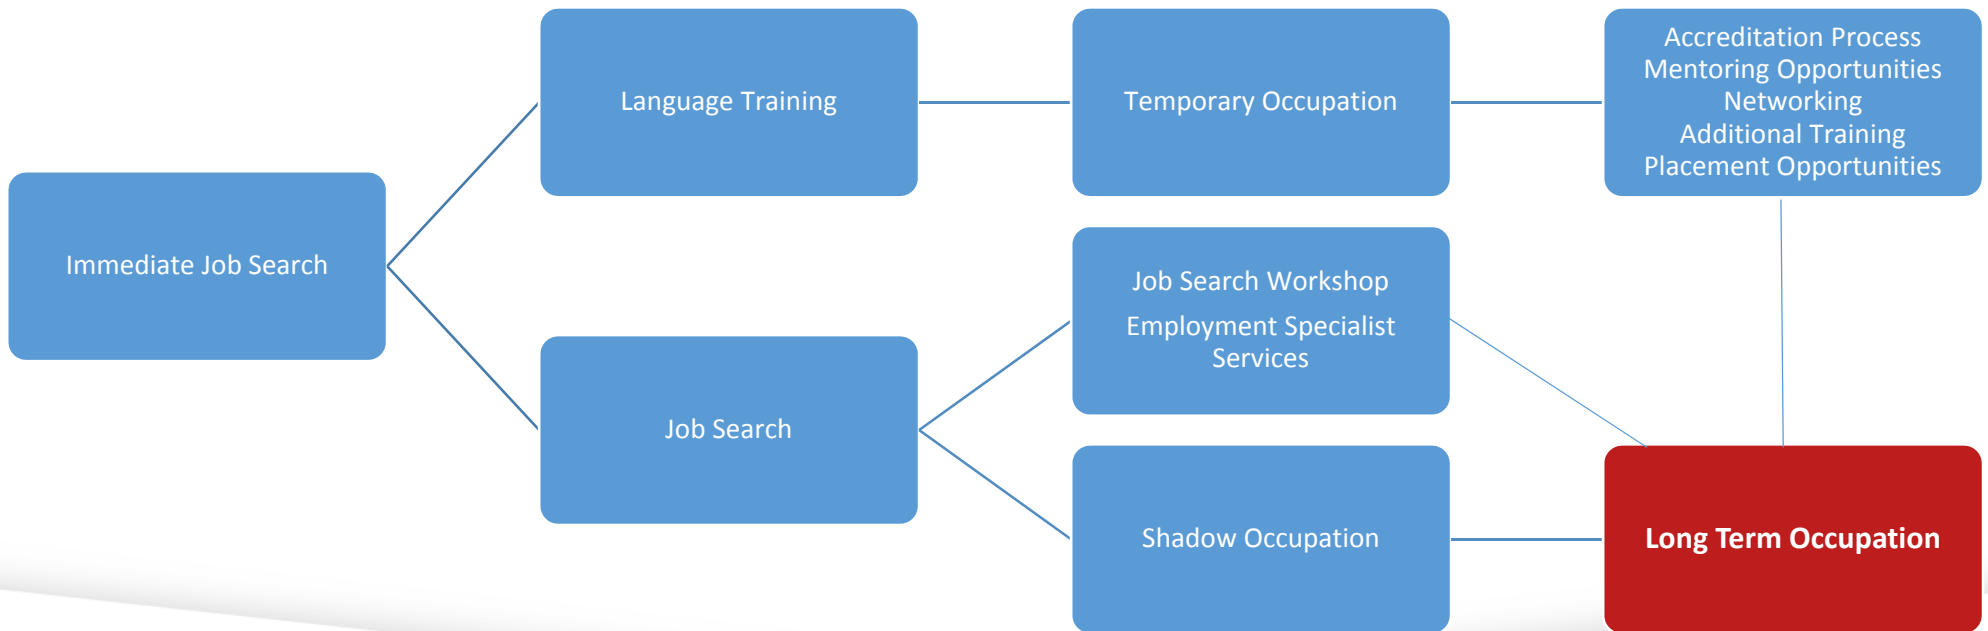 Immediate Job Search
Language Training
Job Search
Temporary Occupation
Job Search Workshop
Employment Specialist
Services
Shadow Occupation
Accreditation Process
Mentoring Opportunities
Networking
Additional Training
Placement Opportunities
Long Term Occupation